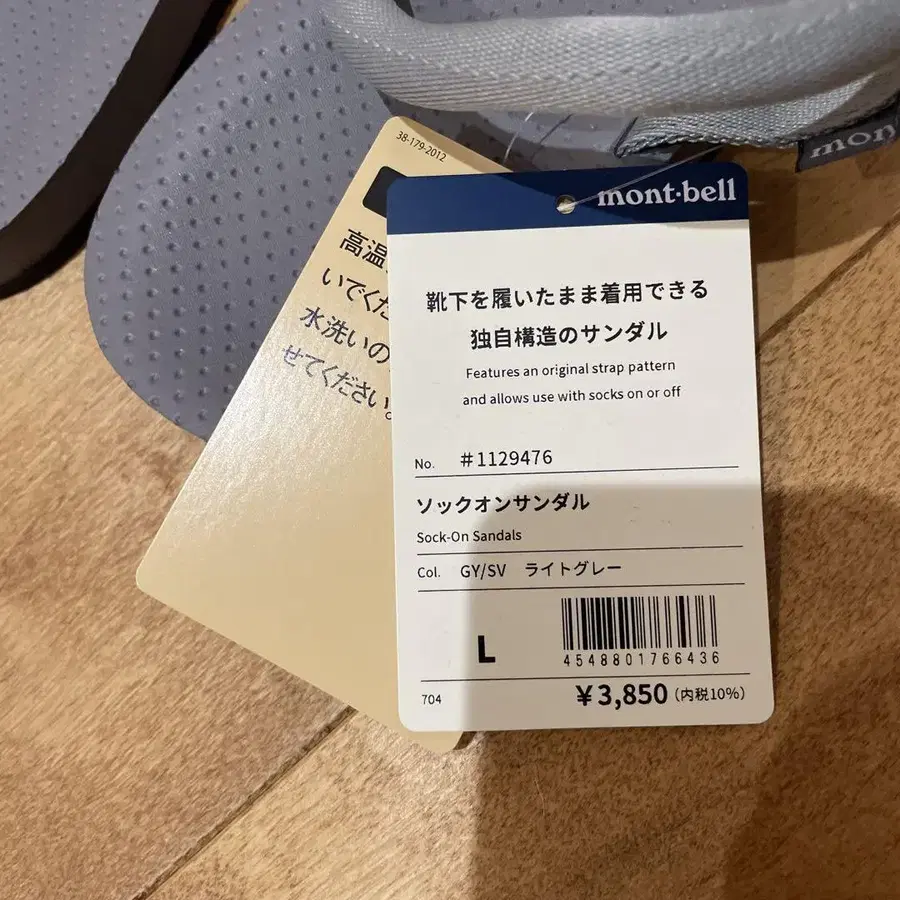 38-179-2012
高温
いでくだ
水洗いの
せてください。
mon
mont·bell
靴下を履いたまま着用できる
独自構造のサンダル
Features an original strap pattern
and allows use with socks on or off
No. #1129476
ソックオンサンダル
Sock-On Sandals
Col. GY/SV ライトグレー
L
4548801766436
704 ¥3,850(内税10%)